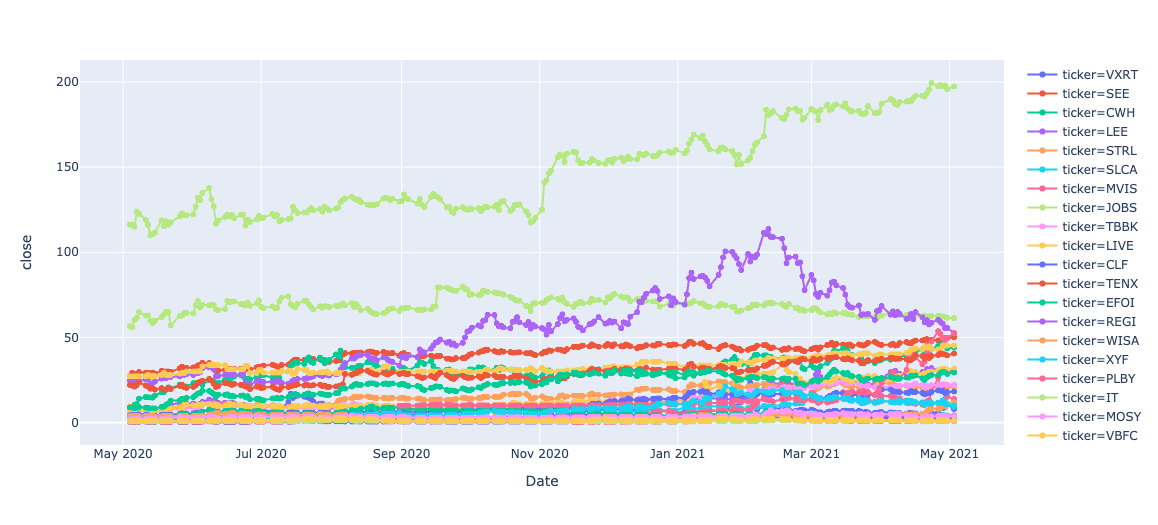 close
200
150
100
50
0
May 2020
Jul 2020
Sep 2020
Nov 2020
Jan 2021
Mar 2021
May 2021
Date
ticker=VXRT
ticker=SEE
ticker=CWH
ticker=LEE
ticker=STRL
ticker=SLCA
ticker=MVIS
ticker=JOBS
ticker=TBBK
ticker=LIVE
ticker=CLF
ticker=TENX
ticker=EFOI
ticker=REGI
ticker=WISA
ticker=XYF
ticker=PLBY
ticker=IT
ticker=MOSY
ticker=VBFC